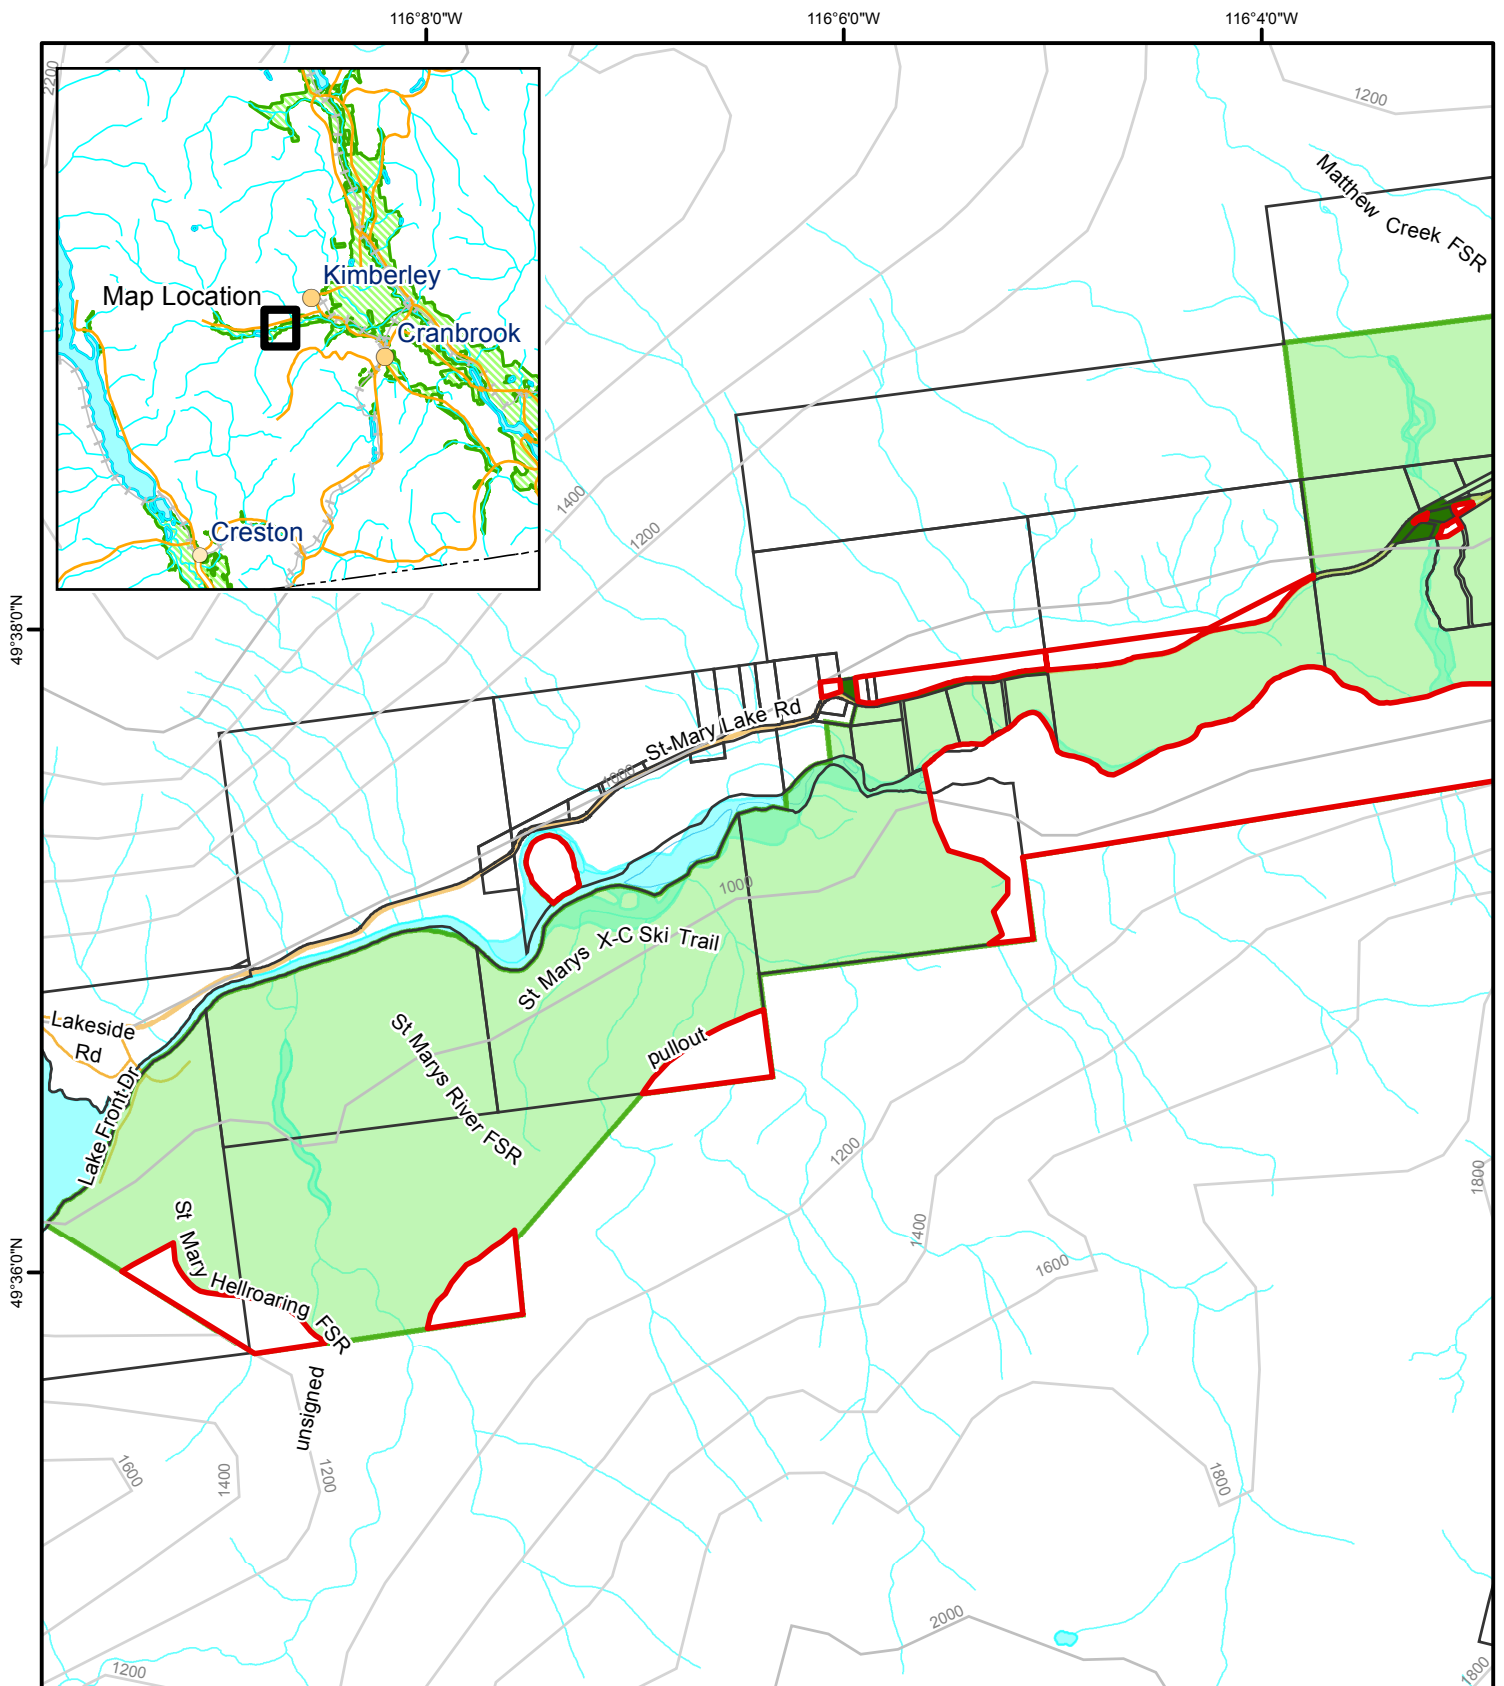 116°8'0"W
116°6'0"W
116°4'0"W
2200
1200
Matthew Creek FSR
Kimberley
Map Location
Cranbrook
Creston
1400
1200
49°38'0"N
St-Mary Lake Rd
1000
1000
St Marys X-C Ski Trail
Lakeside
Rd
St Marys River FSR
pullout
Lake Front Dr
1200
1800
St Mary Hellroaring FSR
1400
1600
49°36'0"N
unsigned
1600
1400
1200
1800
2000
1200
1800